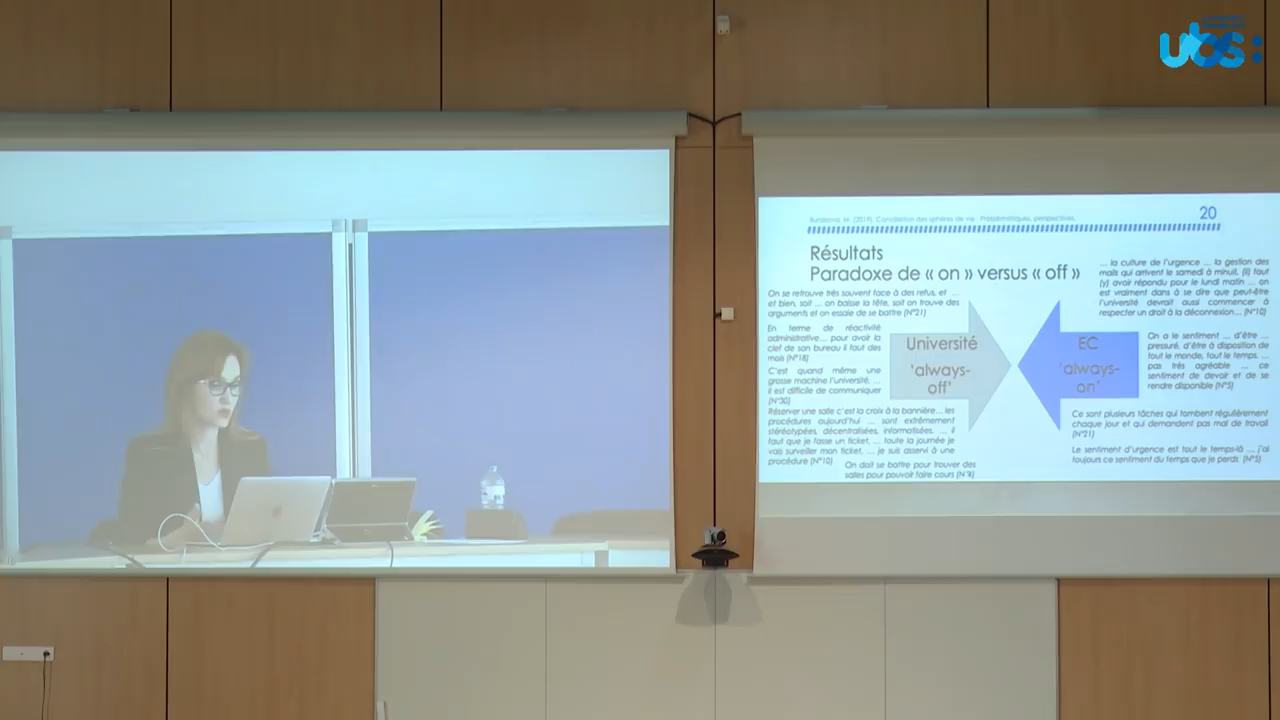 ubs:
Burakova, M. (2019). Conciliation des sphères de vie : Problématiques, perspectives.
20
Résultats
Paradoxe de « on » versus « off »
On se retrouve très souvent face à des refus, et ...
et bien, soit ... on baisse la tête, soit on trouve des
arguments et on essaie de se battre (N°21)
En terme de réactivité
administrative... pour avoir la
clef de son bureau il faut des
mois (N°18)
C'est quand même une
grosse machine l'université, ...
il est difficile de communiquer
(N°30)
Réserver une salle c'est la croix à la bannière... les
procédures aujourd'hui ... sont extrêmement
stéréotypées, décentralisées, informatisées. ... il
faut que je fasse un ticket, ... toute la journée je
vais surveiller mon ticket, ... je suis asservi à une
procédure (N°10)
On doit se battre pour trouver des
salles pour pouvoir faire cours
Université
'always-
off'
EC
'always-
on'
... la culture de l'urgence ... la gestion des
mails qui arrivent le samedi à minuit, (il) faut
(y) avoir répondu pour le lundi matin ... on
est vraiment dans à se dire que peut-être
l'université devrait aussi commencer à
respecter un droit à la déconnexion... (N°10)
On a le sentiment ... d'être ...
pressuré, d'être à disposition de
tout le monde, tout le temps. ...
pas très agréable ... ce
sentiment de devoir et de se
rendre disponible (N°5)
Ce sont plusieurs tâches qui tombent régulièrement
chaque jour et qui demandent pas mal de travail
(N°21)
Le sentiment d'urgence est tout le temps-là ... j'ai
toujours ce sentiment du temps que je perds. (N°5)